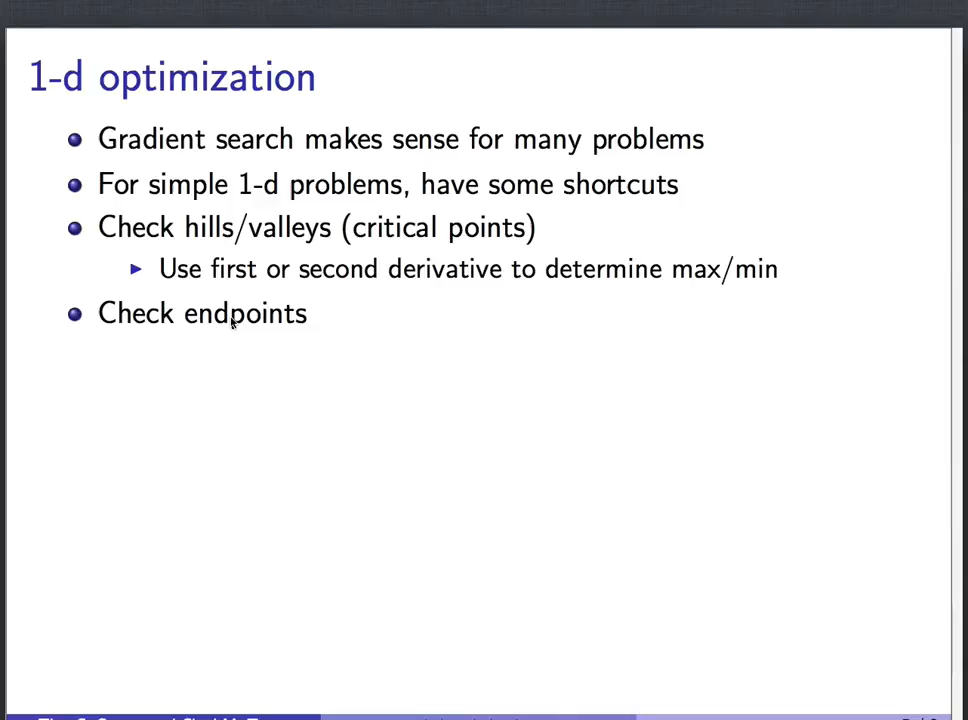 1-d optimization
Gradient search makes sense for many problems
For simple 1-d problems, have some shortcuts
Check hills/valleys (critical points)
Use first or second derivative to determine max/min
Check endpoints